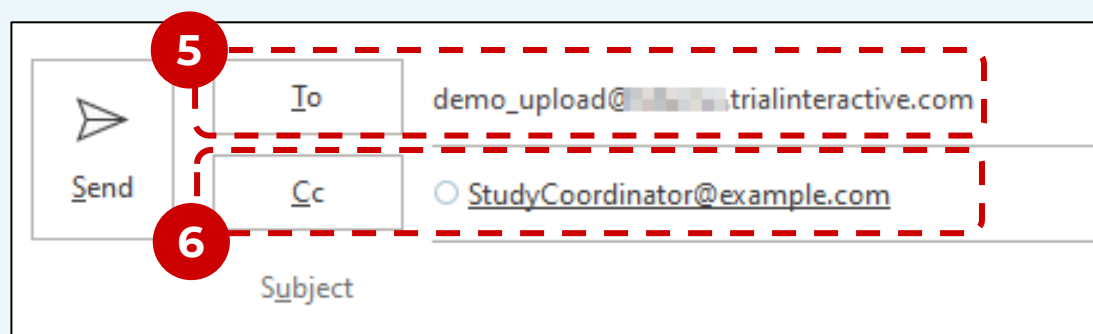 5
To demo_upload@ .trialinteractive.com
Send
Cc StudyCoordinator@example.com
6
Subject